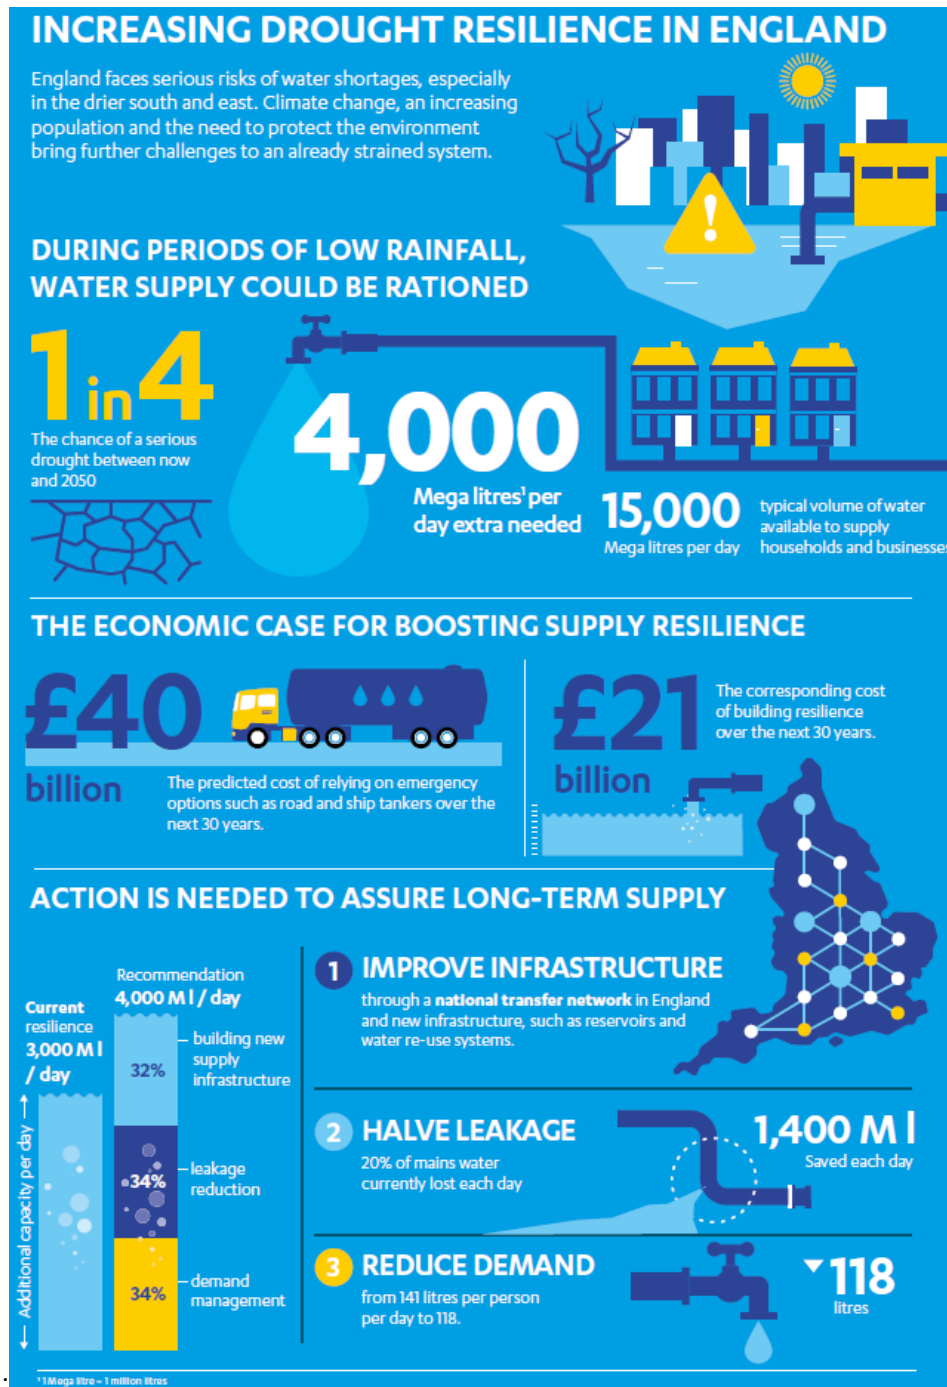 INCREASING DROUGHT RESILIENCE IN ENGLAND
England faces serious risks of water shortages, especially
in the drier south and east. Climate change, an increasing
population and the need to protect the environment
bring further challenges to an already strained system.
!
DURING PERIODS OF LOW RAINFALL,
WATER SUPPLY COULD BE RATIONED
1 in 4
The chance of a serious
drought between now
and 2050
4,000
Mega litres¹ per
day extra needed
15,000
Mega litres per day
typical volume of water
available to supply
households and businesses
THE ECONOMIC CASE FOR BOOSTING SUPPLY RESILIENCE
£40
billion
The predicted cost of relying on emergency
options such as road and ship tankers over the
next 30 years.
£21
billion
The corresponding cost
of building resilience
over the next 30 years.
ACTION IS NEEDED TO ASSURE LONG-TERM SUPPLY
Current
resilience
3,000 M l
/ day
Recommendation
4,000 M l / day
Additional capacity per day
32%
building new
supply
infrastructure
34%
leakage
reduction
34%
demand
management
1 IMPROVE INFRASTRUCTURE
through a national transfer network in England
and new infrastructure, such as reservoirs and
water re-use systems.
2 HALVE LEAKAGE
20% of mains water
currently lost each day
1,400 M l
Saved each day
3 REDUCE DEMAND
from 141 litres per person
per day to 118.
118
litres
¹ 1 Mega litre = 1 million litres